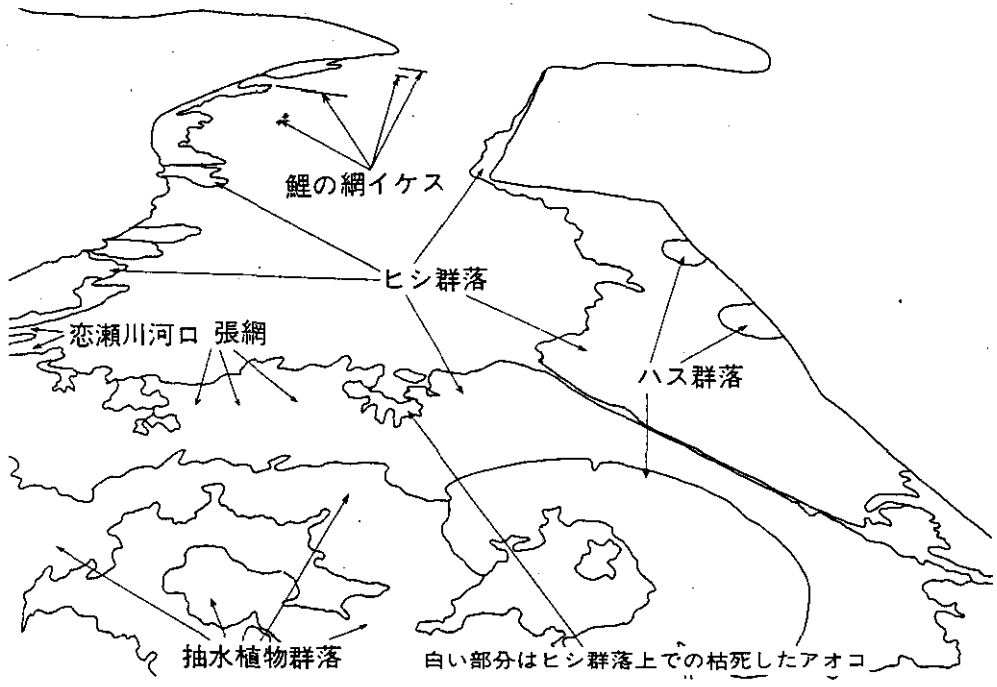 鯉の網イケス
ヒシ群落
恋瀬川河口 張網
ハス群落
抽水植物群落
白い部分はヒシ群落上での枯死したアオコ